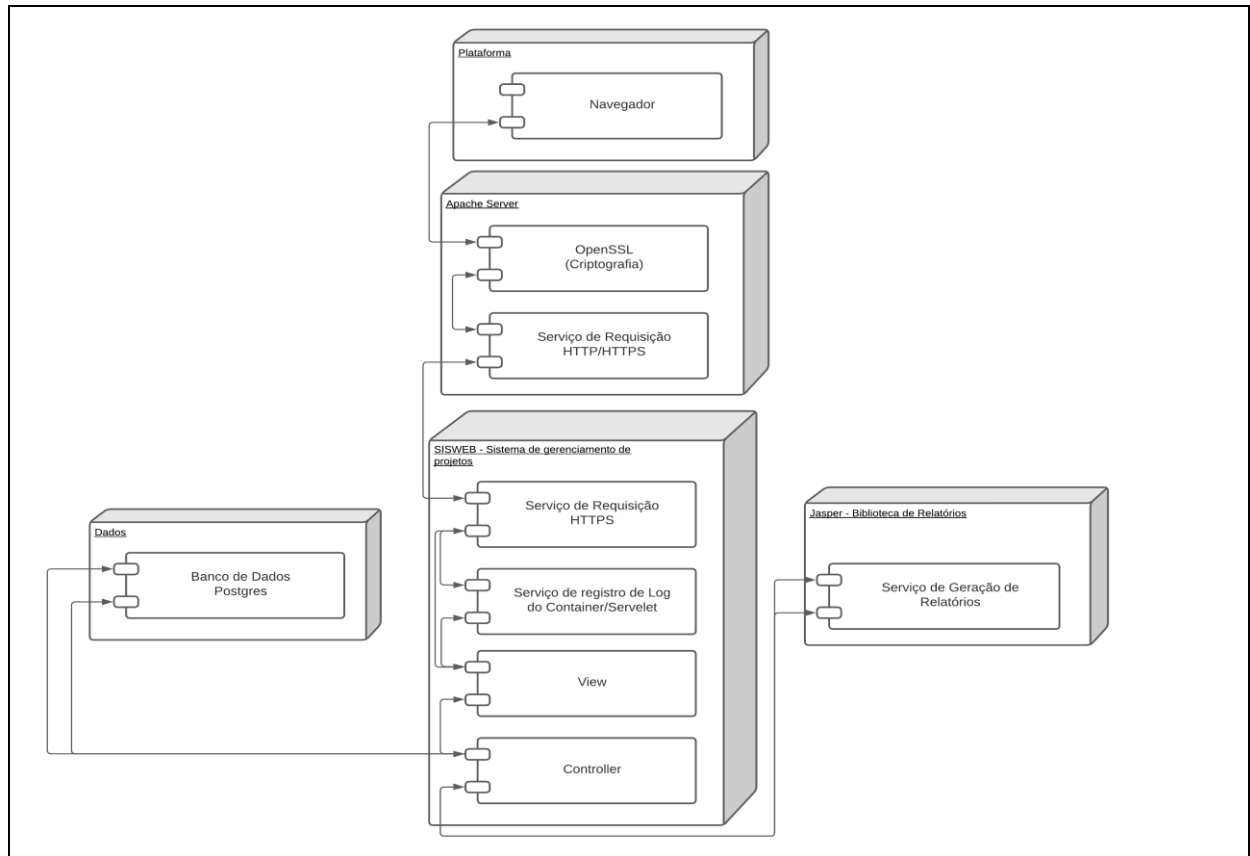 Plataforma
Navegador
Apache Server
OpenSSL
(Criptografia)
Serviço de Requisição
HTTP/HTTPS
SISWEB - Sistema de gerenciamento de
projetos
Serviço de Requisição
HTTPS
Serviço de registro de Log
do Container/Servelet
View
Controller
Dados
Banco de Dados
Postgres
Jasper - Biblioteca de Relatórios
Serviço de Geração de
Relatórios